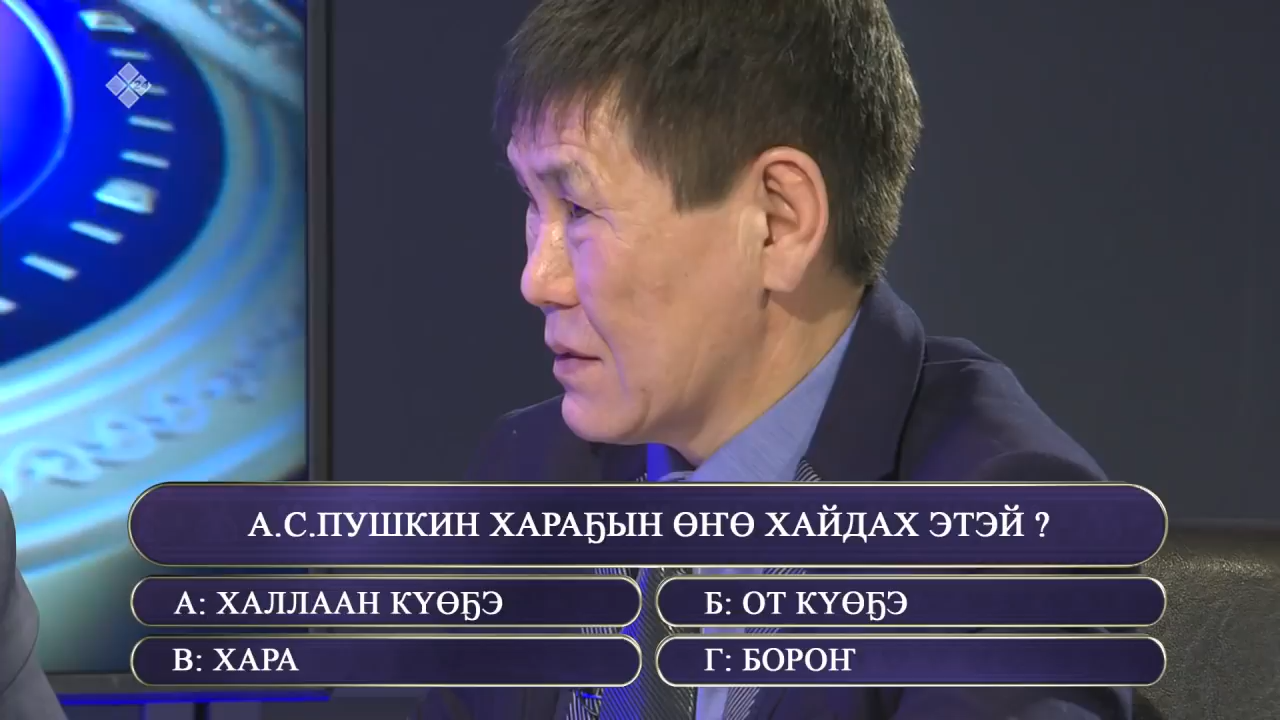 А.С.ПУШКИН ХАРАҔЫН ӨҤӨ ХАЙДАХ ЭТЭЙ ?
А: ХАЛЛААН КҮӨҔЭ
Б: ОТ КҮӨҔЭ
В: ХАРА
Г: БОРОҤ